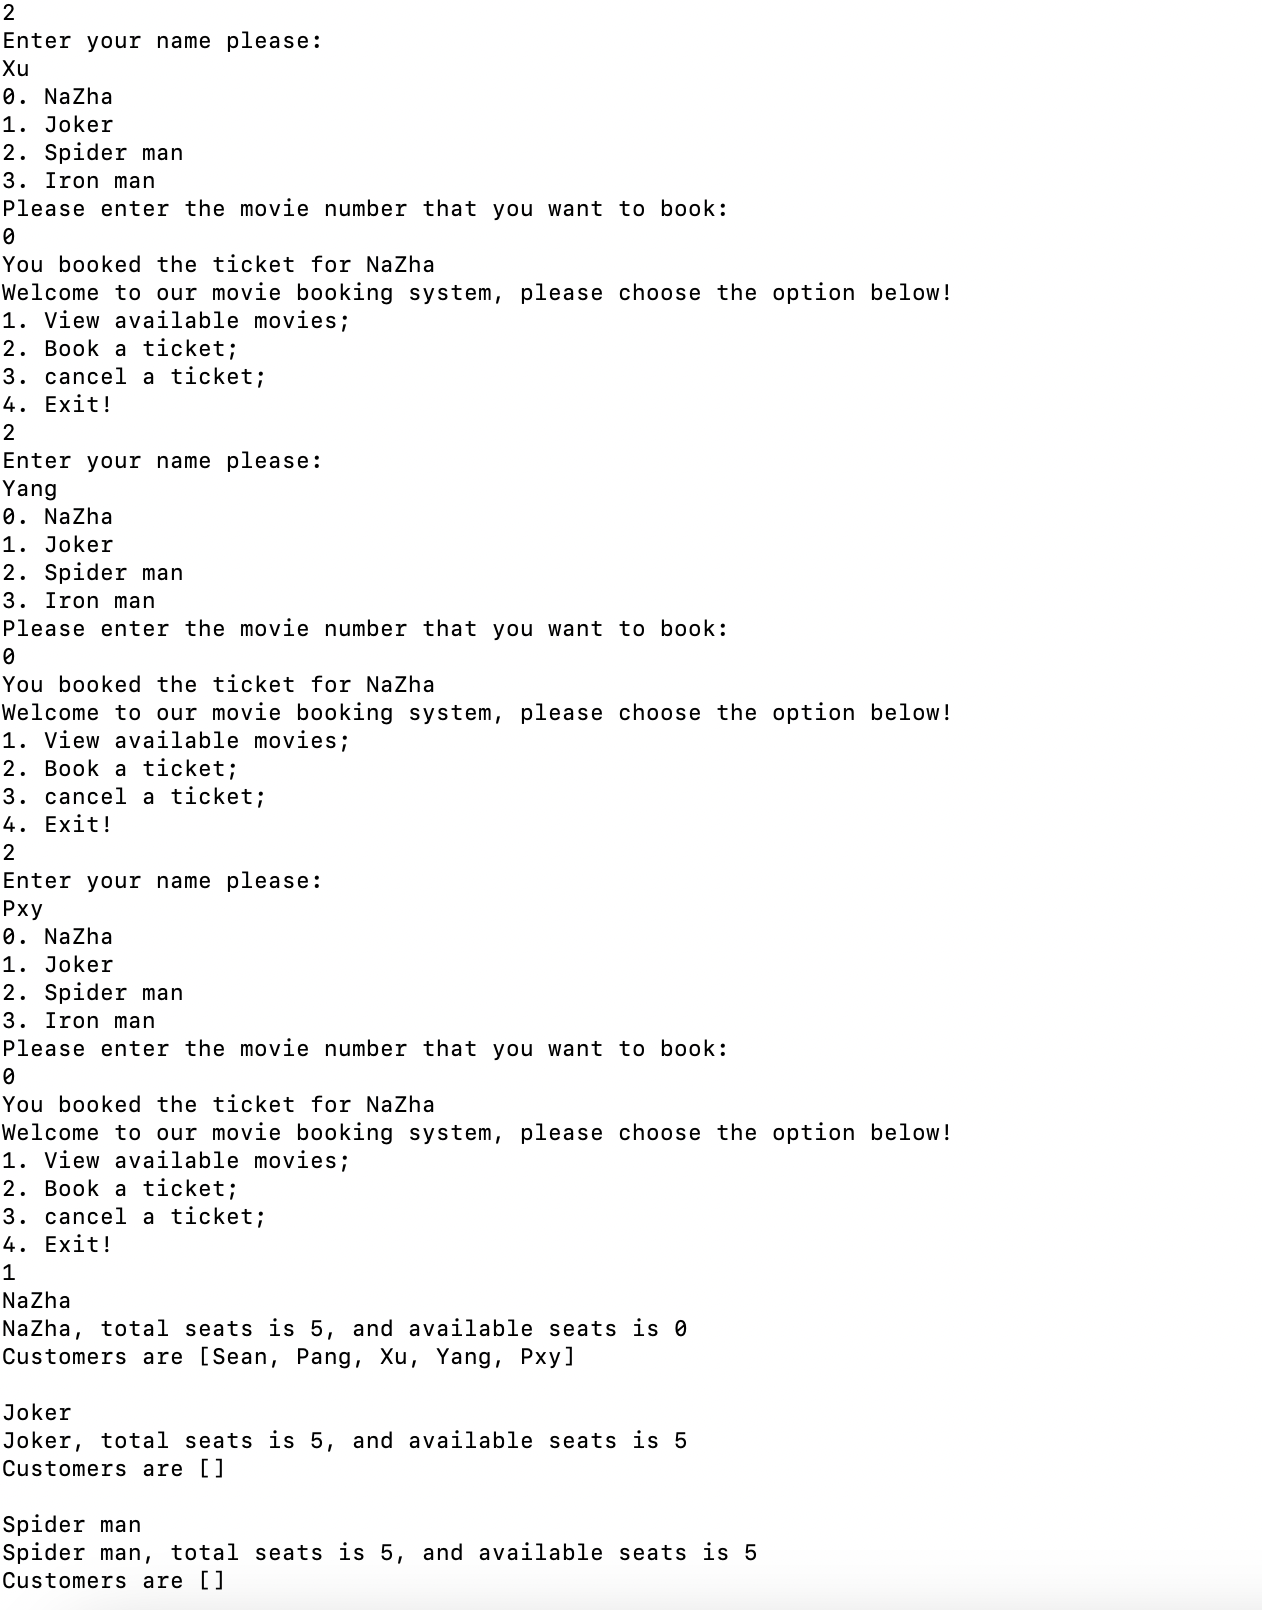 2
Enter your name please:
Xu
0. NaZha
1. Joker
2. Spider man
3. Iron man
Please enter the movie number that you want to book:
0
You booked the ticket for NaZha
Welcome to our movie booking system, please choose the option below!
1. View available movies;
2. Book a ticket;
3. cancel a ticket;
4. Exit!
2
Enter your name please:
Yang
0. NaZha
1. Joker
2. Spider man
3. Iron man
Please enter the movie number that you want to book:
0
You booked the ticket for NaZha
Welcome to our movie booking system, please choose the option below!
1. View available movies;
2. Book a ticket;
3. cancel a ticket;
4. Exit!
2
Enter your name please:
Pxy
0. NaZha
1. Joker
2. Spider man
3. Iron man
Please enter the movie number that you want to book:
0
You booked the ticket for NaZha
Welcome to our movie booking system, please choose the option below!
1. View available movies;
2. Book a ticket;
3. cancel a ticket;
4. Exit!
1
NaZha
NaZha, total seats is 5, and available seats is 0
Customers are [Sean, Pang, Xu, Yang, Pxy]

Joker
Joker, total seats is 5, and available seats is 5
Customers are []

Spider man
Spider man, total seats is 5, and available seats is 5
Customers are []